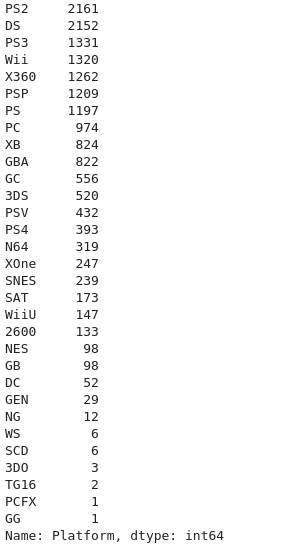 PS2     2161
DS      2152
PS3     1331
Wii     1320
X360    1262
PSP     1209
PS      1197
PC       974
XB       824
GBA      822
GC       556
3DS      520
PSV      432
PS4      393
N64      319
XOne     247
SNES     239
SAT      173
WiiU     147
2600     133
NES       98
GB        98
DC        52
GEN       29
NG        12
WS         6
SCD        6
3DO        3
TG16       2
PCFX       1
GG         1
Name: Platform, dtype: int64